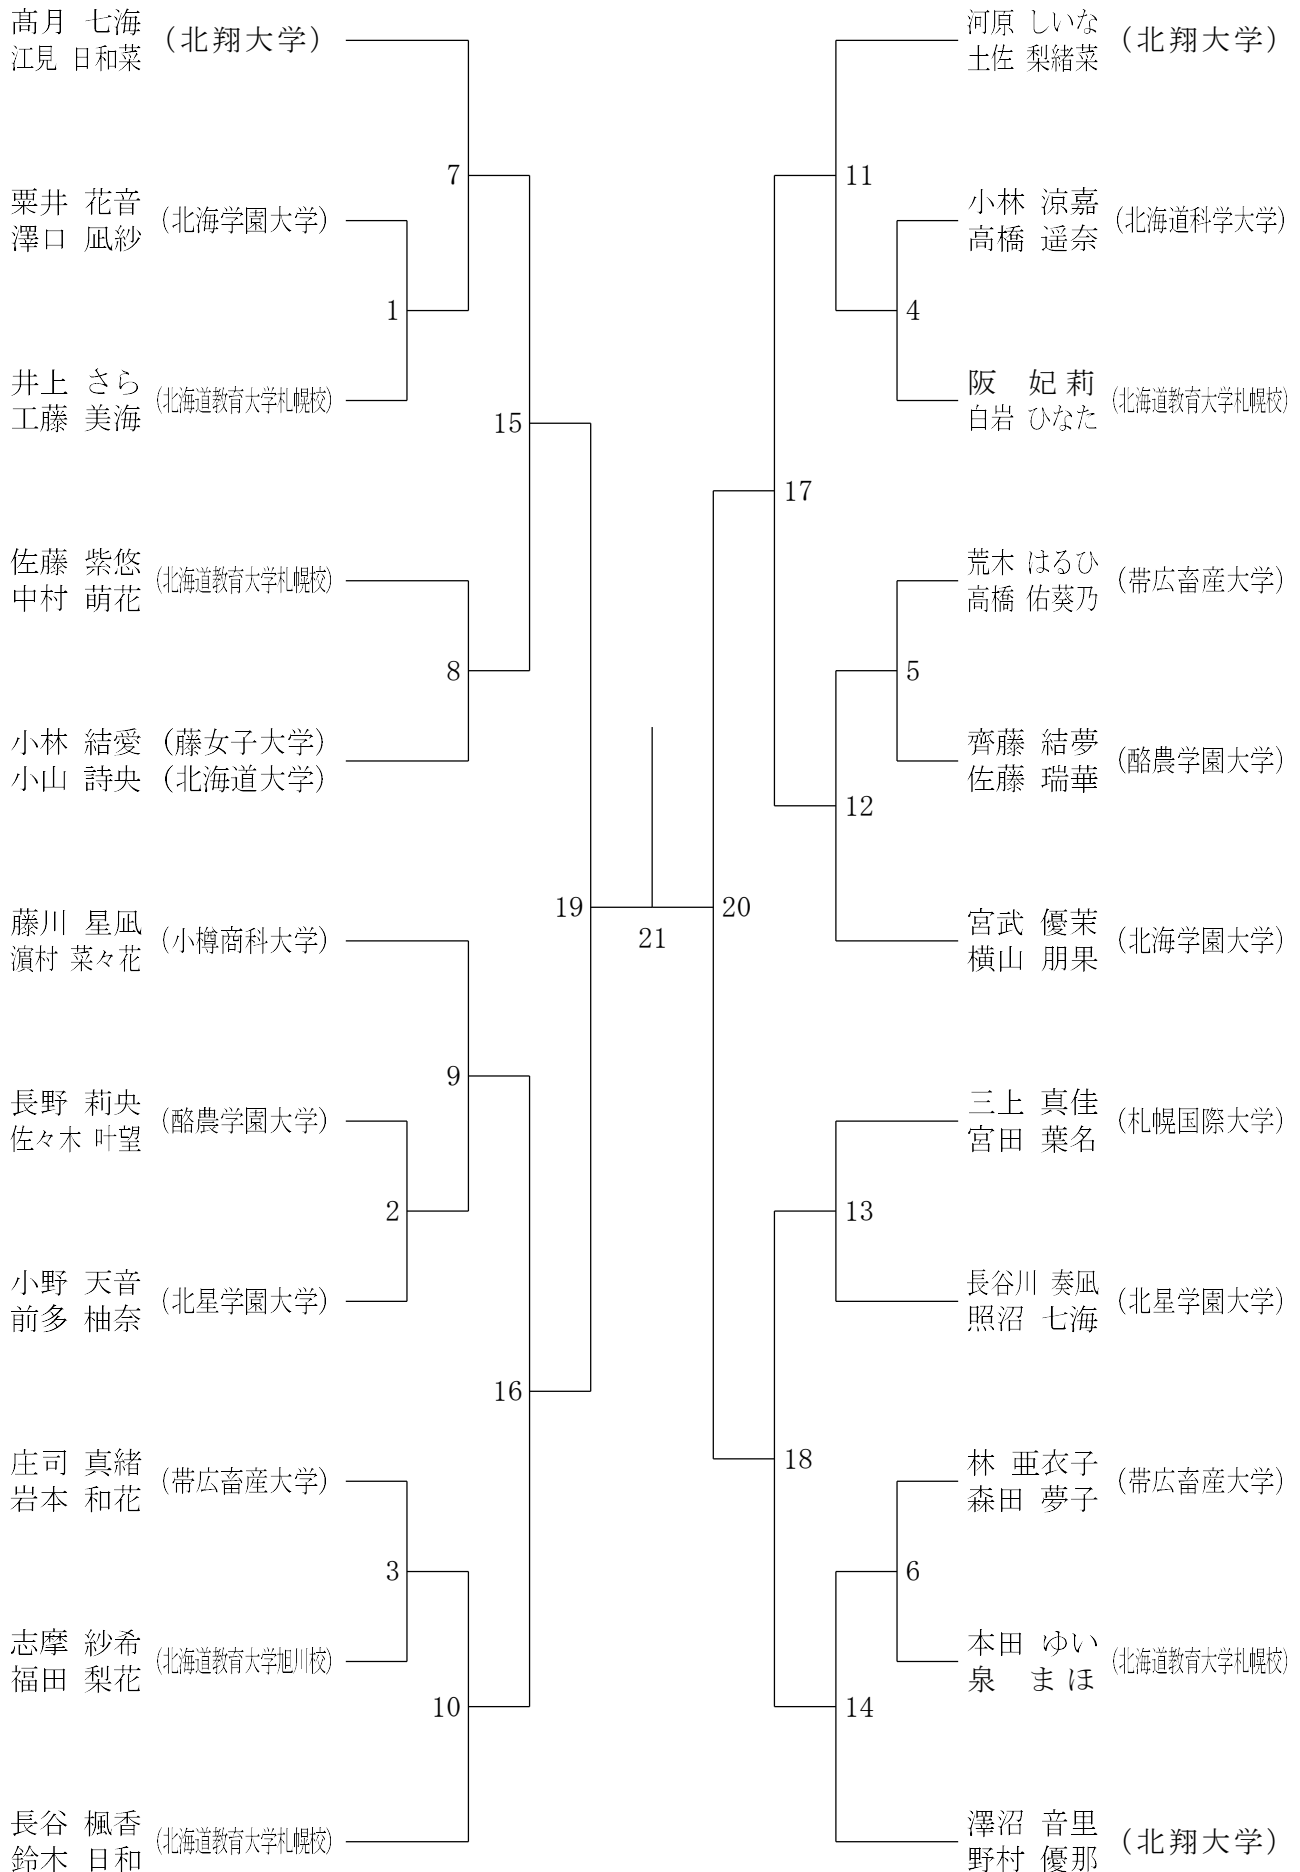 髙月 七海 (北翔大学)
江見 日和菜
7
粟井 花音 (北海学園大学)
澤口 凪紗
1
井上 さら (北海道教育大学札幌校)
工藤 美海
15
佐藤 紫悠 (北海道教育大学札幌校)
中村 萌花
8
小林 結愛 (藤女子大学)
小山 詩央 (北海道大学)
19
藤川 星凪 (小樽商科大学)
濵村 菜々花
9
長野 莉央 (酪農学園大学)
佐々木 叶望
2
小野 天音 (北星学園大学)
前多 柚奈
16
庄司 真緒 (帯広畜産大学)
岩本 和花
3
志摩 紗希 (北海道教育大学旭川校)
福田 梨花
10
長谷 楓香 (北海道教育大学札幌校)
鈴木 日和
21
河原 しいな (北翔大学)
土佐 梨緒菜
11
小林 涼嘉 (北海道科学大学)
高橋 遥奈
4
阪 妃莉 (北海道教育大学札幌校)
白岩 ひなた
17
荒木 はるひ (帯広畜産大学)
高橋 佑葵乃
5
齊藤 結夢 (酪農学園大学)
佐藤 瑞華
12
20
宮武 優茉 (北海学園大学)
横山 朋果
三上 真佳 (札幌国際大学)
宮田 葉名
13
長谷川 奏凪 (北星学園大学)
照沼 七海
18
林 亜衣子 (帯広畜産大学)
森田 夢子
6
本田 ゆい (北海道教育大学札幌校)
泉 まほ
14
澤沼 音里 (北翔大学)
野村 優那